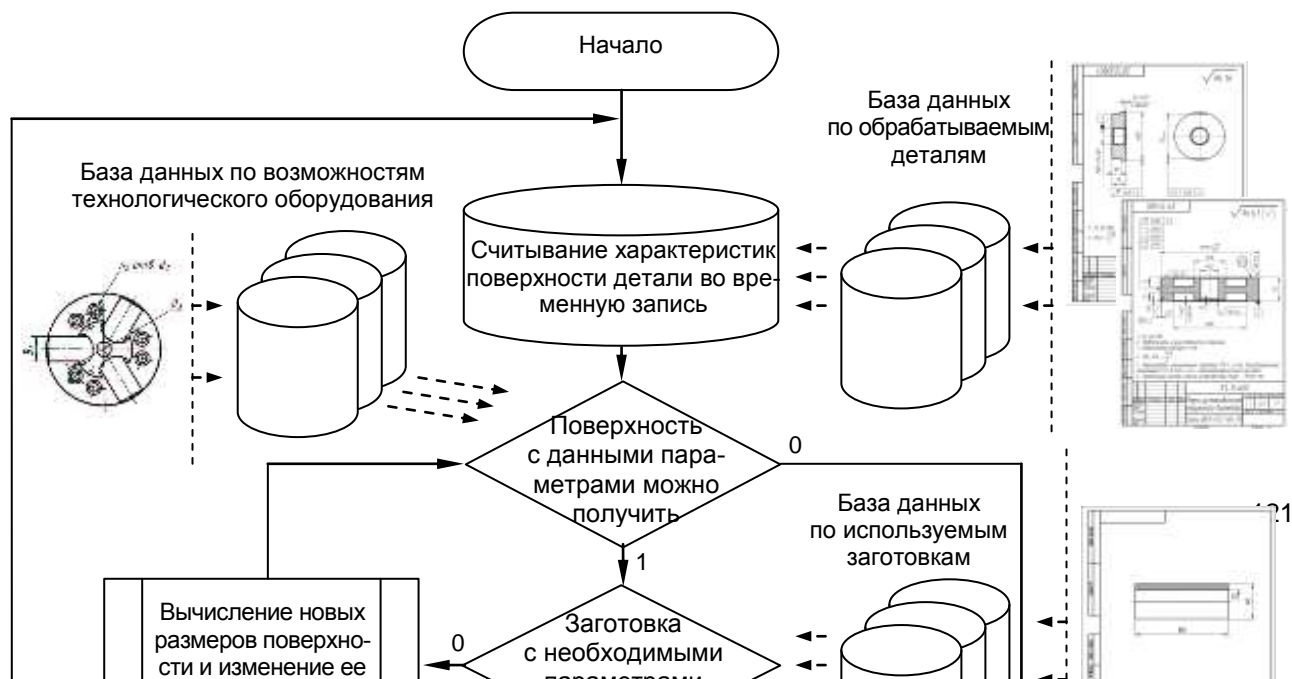 Начало
База данных
по обрабатываемым
деталям
База данных по возможностям
технологического оборудования
Считывание характеристик
поверхности детали во вре-
менную запись
Поверхность
с данными пара-
метрами можно
получить
0
База данных
по используемым
заготовкам
121
1
Вычисление новых
размеров поверхно-
сти и изменение ее
0
Заготовка
с необходимыми
параметрами